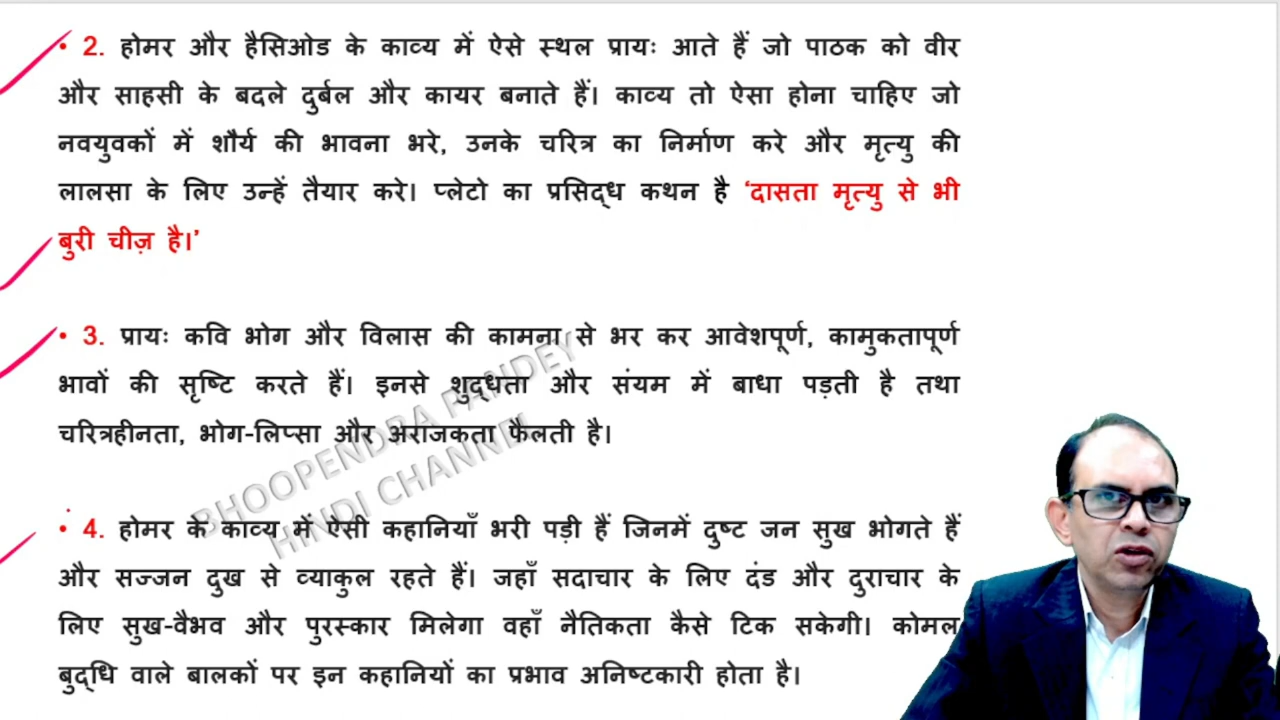 • 2. होमर और हैसिओड के काव्य में ऐसे स्थल प्रायः आते हैं जो पाठक को वीर
और साहसी के बदले दुर्बल और कायर बनाते हैं। काव्य तो ऐसा होना चाहिए जो
नवयुवकों में शौर्य की भावना भरे, उनके चरित्र का निर्माण करे और मृत्यु की
लालसा के लिए उन्हें तैयार करे। प्लेटो का प्रसिद्ध कथन है ‘दासता मृत्यु से भी
बुरी चीज़ है।’
• 3. प्रायः कवि भोग और विलास की कामना से भर कर आवेशपूर्ण, कामुकतापूर्ण
भावों की सृष्टि करते हैं। इनसे शुद्धता और संयम में बाधा पड़ती है तथा
चरित्रहीनता, भोग-लिप्सा और अराजकता फैलती है।
BHOOPENDRA PANDEY
HINDI CHANNEL
• 4. होमर के काव्य में ऐसी कहानियाँ भरी पड़ी हैं जिनमें दुष्ट जन सुख भोगते हैं
और सज्जन दुख से व्याकुल रहते हैं। जहाँ सदाचार के लिए दंड और दुराचार के
लिए सुख-वैभव और पुरस्कार मिलेगा वहाँ नैतिकता कैसे टिक सकेगी। कोमल
बुद्धि वाले बालकों पर इन कहानियों का प्रभाव अनिष्टकारी होता है।